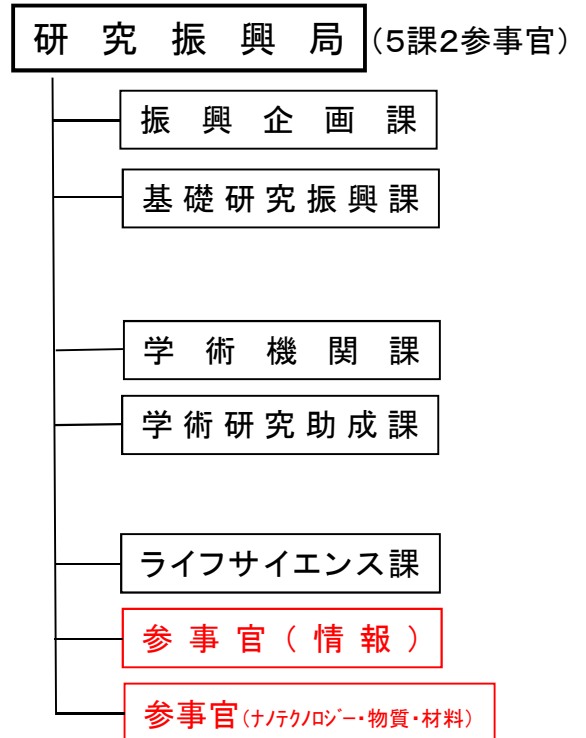 研究振興局(5課2参事官)
振興企画課
基礎研究振興課
学術機関課
学術研究助成課
ライフサイエンス課
参事官(情報)
参事官(ナノテクノロジー・物質・材料)